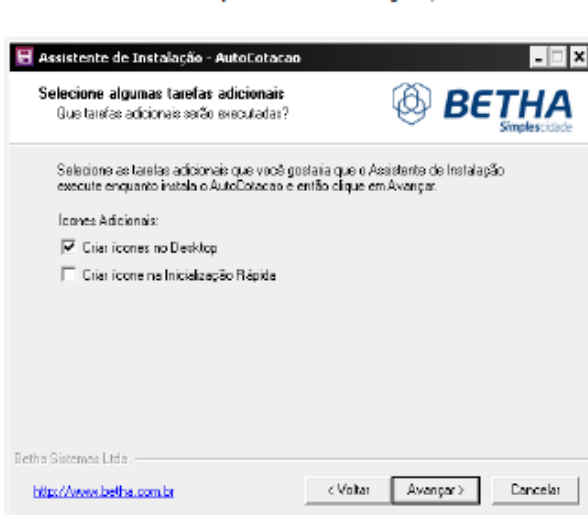 Assistente de Instalação - AutoCotacao
Selecione algumas tarefas adicionais
Que tarefas adicionais serão executadas?
BETHA
Simplescidade
Selecione as tarefas adicionais que você gostaria que o Assistente de Instalação
execute enquanto instala o AutoCotacao e então clique em Avançar.
Ícones Adicionais:
Criar ícones no Desktop
Criar ícone na Inicialização Rápida
Betha Sistemas Ltda.
http://www.betha.com.br
< Voltar
Avançar >
Cancelar